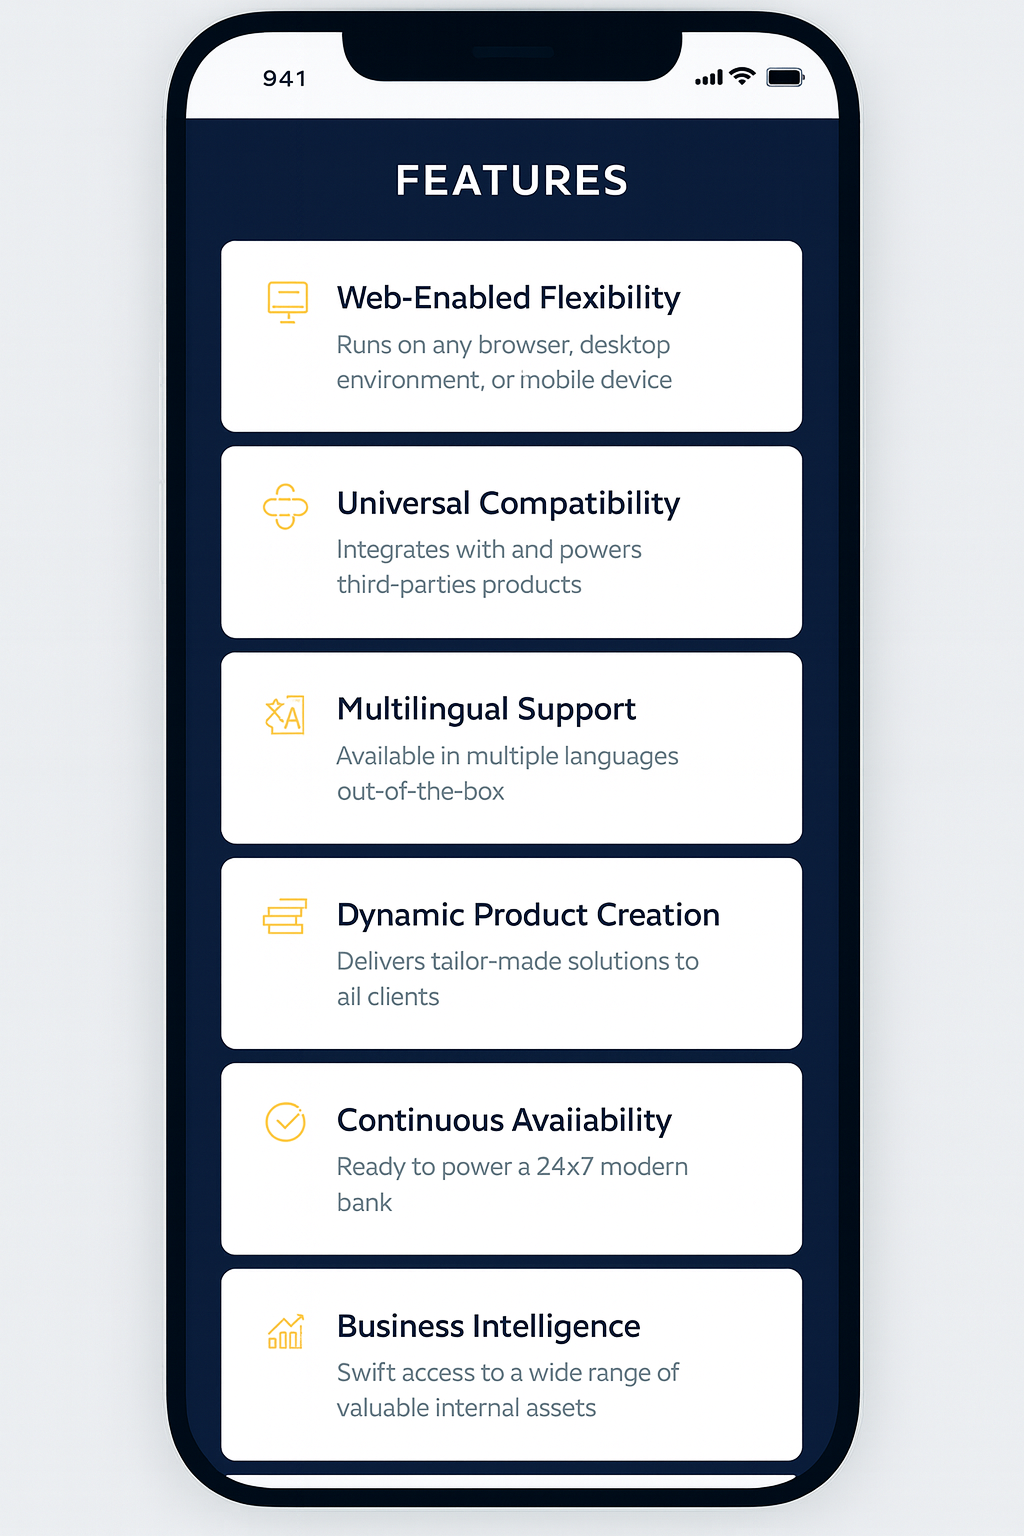 941
FEATURES
Web-Enabled Flexibility
Runs on any browser, desktop
environment, or mobile device
Universal Compatibility
Integrates with and powers
third-parties products
Multilingual Support
Available in multiple languages
out-of-the-box
Dynamic Product Creation
Delivers tailor-made solutions to
ail clients
Continuous Avaiiability
Ready to power a 24x7 modern
bank
Business Intelligence
Swift access to a wide range of
valuable internal assets